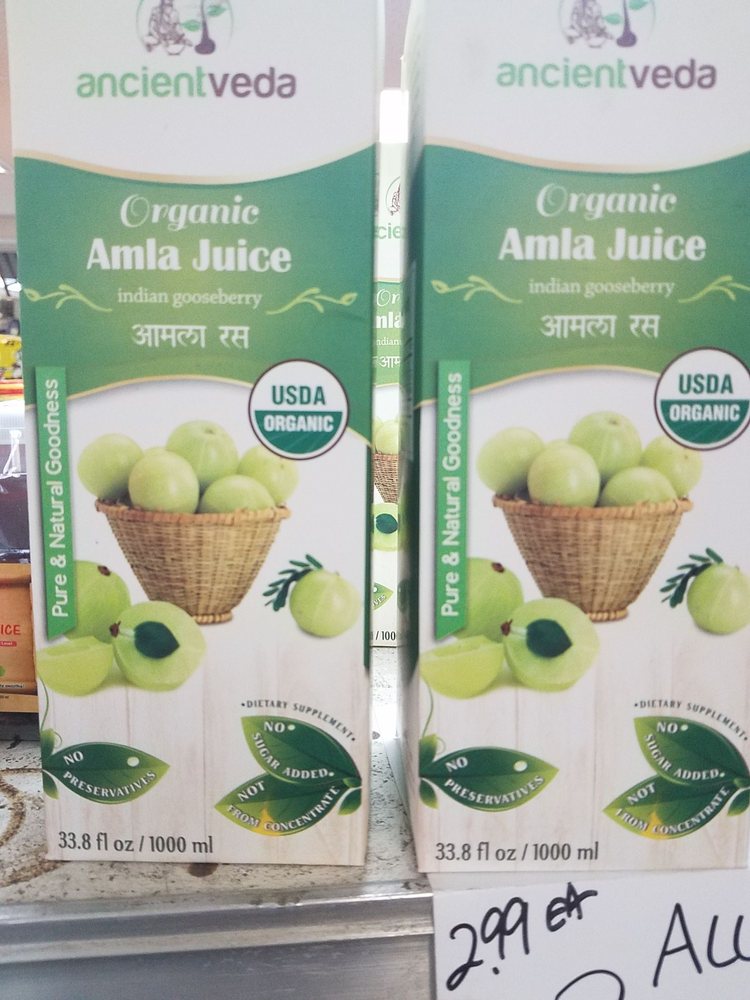 ancientveda
Organic
Amla Juice
indian gooseberry
आमला रस
USDA
ORGANIC
Pure & Natural Goodness
•DIETARY SUPPLEMENT•
NO
SUGAR ADDED
NO
PRESERVATIVES
NOT
FROM CONCENTRATE
33.8 fl oz / 1000 ml
ancientveda
Organic
Amla Juice
indian gooseberry
आमला रस
USDA
ORGANIC
Pure & Natural Goodness
•DIETARY SUPPLEMENT•
NO
SUGAR ADDED
NO
PRESERVATIVES
NOT
FROM CONCENTRATE
33.8 fl oz / 1000 ml
2.99 EA